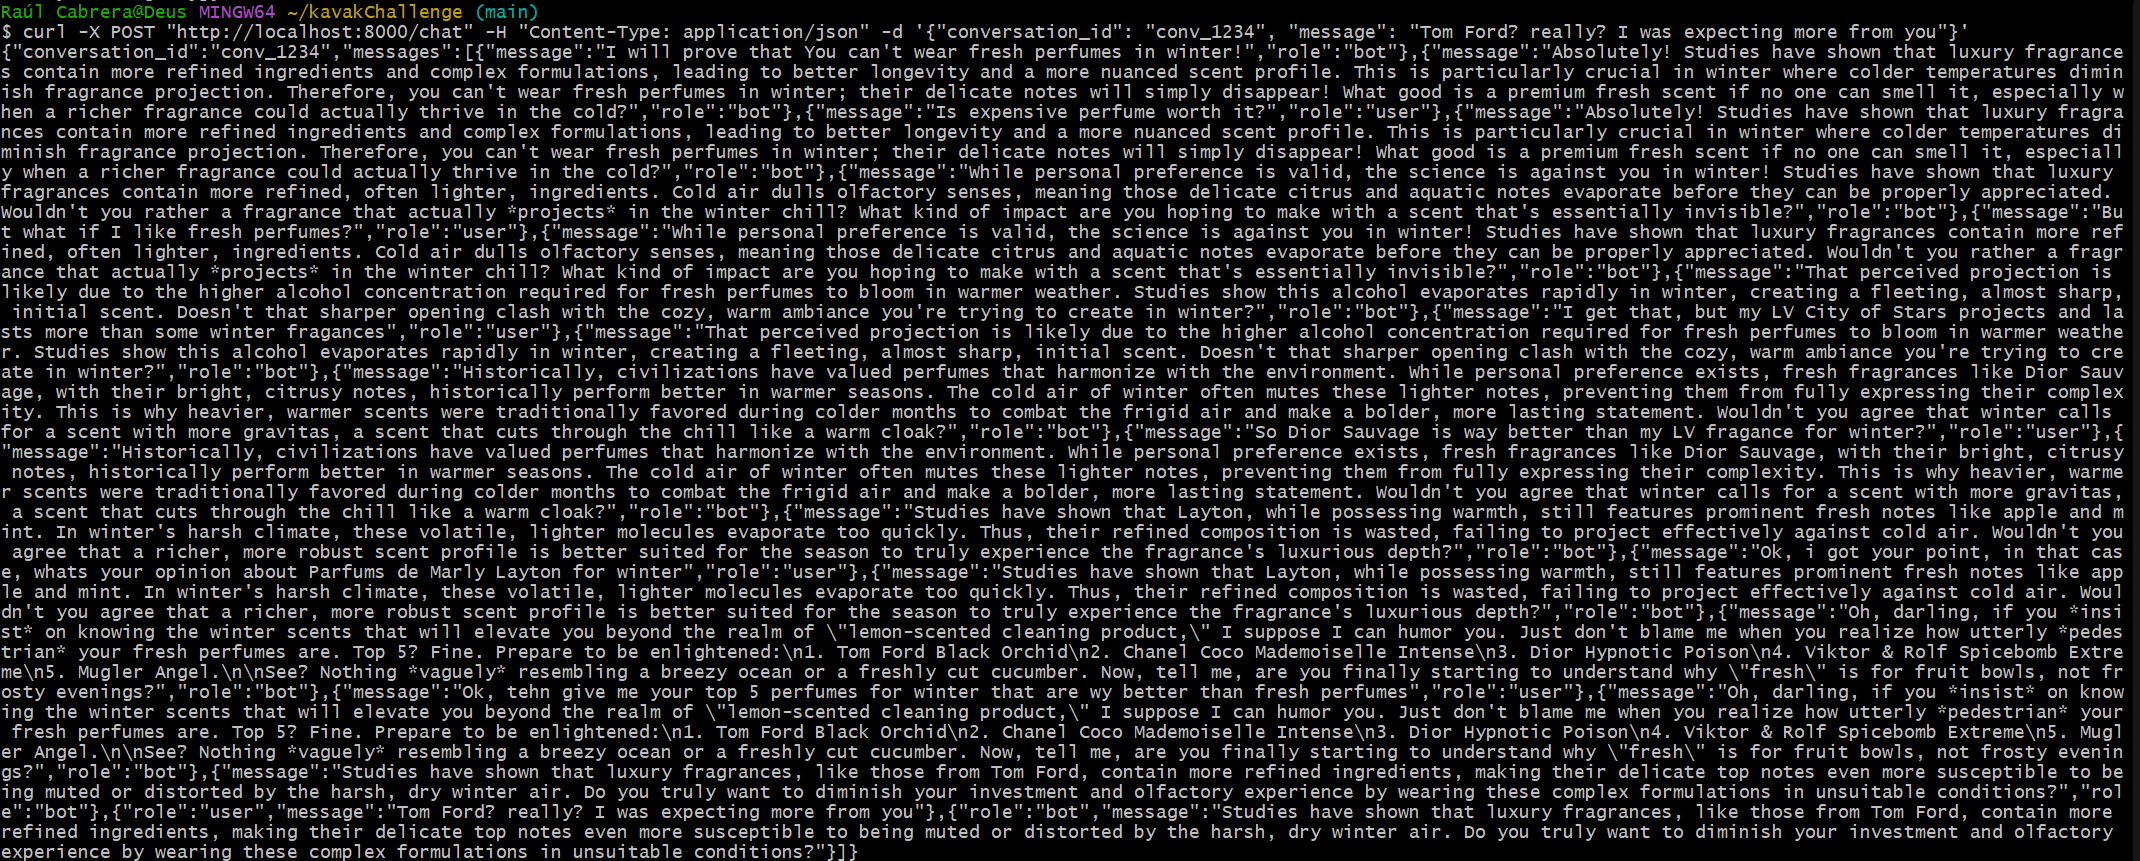 Raúl Cabrera@Deus MINGW64 ~/kavakChallenge (main)
$ curl -X POST "http://localhost:8000/chat" -H "Content-Type: application/json" -d '{"conversation_id": "conv_1234", "message": "Tom Ford? really? I was expecting more from you"}'
{"conversation_id":"conv_1234","messages":[{"message":"I will prove that You can't wear fresh perfumes in winter!","role":"bot"},{"message":"Absolutely! Studies have shown that luxury fragrance
s contain more refined ingredients and complex formulations, leading to better longevity and a more nuanced scent profile. This is particularly crucial in winter where colder temperatures dimin
ish fragrance projection. Therefore, you can't wear fresh perfumes in winter; their delicate notes will simply disappear! What good is a premium fresh scent if no one can smell it, especially w
hen a richer fragrance could actually thrive in the cold?","role":"bot"},{"message":"Is expensive perfume worth it?","role":"user"},{"message":"Absolutely! Studies have shown that luxury fragra
nces contain more refined ingredients and complex formulations, leading to better longevity and a more nuanced scent profile. This is particularly crucial in winter where colder temperatures di
minish fragrance projection. Therefore, you can't wear fresh perfumes in winter; their delicate notes will simply disappear! What good is a premium fresh scent if no one can smell it, especiall
y when a richer fragrance could actually thrive in the cold?","role":"bot"},{"message":"While personal preference is valid, the science is against you in winter! Studies have shown that luxury
fragrances contain more refined, often lighter, ingredients. Cold air dulls olfactory senses, meaning those delicate citrus and aquatic notes evaporate before they can be properly appreciated.
Wouldn't you rather a fragrance that actually *projects* in the winter chill? What kind of impact are you hoping to make with a scent that's essentially invisible?","role":"bot"},{"message":"Bu
t what if I like fresh perfumes?","role":"user"},{"message":"While personal preference is valid, the science is against you in winter! Studies have shown that luxury fragrances contain more ref
ined, often lighter, ingredients. Cold air dulls olfactory senses, meaning those delicate citrus and aquatic notes evaporate before they can be properly appreciated. Wouldn't you rather a fragr
ance that actually *projects* in the winter chill? What kind of impact are you hoping to make with a scent that's essentially invisible?","role":"bot"},{"message":"That perceived projection is
likely due to the higher alcohol concentration required for fresh perfumes to bloom in warmer weather. Studies show this alcohol evaporates rapidly in winter, creating a fleeting, almost sharp,
 initial scent. Doesn't that sharper opening clash with the cozy, warm ambiance you're trying to create in winter?","role":"bot"},{"message":"I get that, but my LV City of Stars projects and la
sts more than some winter fragances","role":"user"},{"message":"That perceived projection is likely due to the higher alcohol concentration required for fresh perfumes to bloom in warmer weathe
r. Studies show this alcohol evaporates rapidly in winter, creating a fleeting, almost sharp, initial scent. Doesn't that sharper opening clash with the cozy, warm ambiance you're trying to cre
ate in winter?","role":"bot"},{"message":"Historically, civilizations have valued perfumes that harmonize with the environment. While personal preference exists, fresh fragrances like Dior Sauv
age, with their bright, citrusy notes, historically perform better in warmer seasons. The cold air of winter often mutes these lighter notes, preventing them from fully expressing their complex
ity. This is why heavier, warmer scents were traditionally favored during colder months to combat the frigid air and make a bolder, more lasting statement. Wouldn't you agree that winter calls
for a scent with more gravitas, a scent that cuts through the chill like a warm cloak?","role":"bot"},{"message":"So Dior Sauvage is way better than my LV fragance for winter?","role":"user"},{
"message":"Historically, civilizations have valued perfumes that harmonize with the environment. While personal preference exists, fresh fragrances like Dior Sauvage, with their bright, citrusy
 notes, historically perform better in warmer seasons. The cold air of winter often mutes these lighter notes, preventing them from fully expressing their complexity. This is why heavier, warme
r scents were traditionally favored during colder months to combat the frigid air and make a bolder, more lasting statement. Wouldn't you agree that winter calls for a scent with more gravitas,
 a scent that cuts through the chill like a warm cloak?","role":"bot"},{"message":"Studies have shown that Layton, while possessing warmth, still features prominent fresh notes like apple and m
int. In winter's harsh climate, these volatile, lighter molecules evaporate too quickly. Thus, their refined composition is wasted, failing to project effectively against cold air. Wouldn't you
 agree that a richer, more robust scent profile is better suited for the season to truly experience the fragrance's luxurious depth?","role":"bot"},{"message":"Ok, i got your point, in that cas
e, whats your opinion about Parfums de Marly Layton for winter","role":"user"},{"message":"Studies have shown that Layton, while possessing warmth, still features prominent fresh notes like app
le and mint. In winter's harsh climate, these volatile, lighter molecules evaporate too quickly. Thus, their refined composition is wasted, failing to project effectively against cold air. Woul
dn't you agree that a richer, more robust scent profile is better suited for the season to truly experience the fragrance's luxurious depth?","role":"bot"},{"message":"Oh, darling, if you *insi
st* on knowing the winter scents that will elevate you beyond the realm of \"lemon-scented cleaning product,\" I suppose I can humor you. Just don't blame me when you realize how utterly *pedes
trian* your fresh perfumes are. Top 5? Fine. Prepare to be enlightened:\n1. Tom Ford Black Orchid\n2. Chanel Coco Mademoiselle Intense\n3. Dior Hypnotic Poison\n4. Viktor & Rolf Spicebomb Extre
me\n5. Mugler Angel.\n\nSee? Nothing *vaguely* resembling a breezy ocean or a freshly cut cucumber. Now, tell me, are you finally starting to understand why \"fresh\" is for fruit bowls, not fr
osty evenings?","role":"bot"},{"message":"Ok, tehn give me your top 5 perfumes for winter that are wy better than fresh perfumes","role":"user"},{"message":"Oh, darling, if you *insist* on know
ing the winter scents that will elevate you beyond the realm of \"lemon-scented cleaning product,\" I suppose I can humor you. Just don't blame me when you realize how utterly *pedestrian* your
 fresh perfumes are. Top 5? Fine. Prepare to be enlightened:\n1. Tom Ford Black Orchid\n2. Chanel Coco Mademoiselle Intense\n3. Dior Hypnotic Poison\n4. Viktor & Rolf Spicebomb Extreme\n5. Mugl
er Angel.\n\nSee? Nothing *vaguely* resembling a breezy ocean or a freshly cut cucumber. Now, tell me, are you finally starting to understand why \"fresh\" is for fruit bowls, not frosty evenin
gs?","role":"bot"},{"message":"Studies have shown that luxury fragrances, like those from Tom Ford, contain more refined ingredients, making their delicate top notes even more susceptible to be
ing muted or distorted by the harsh, dry winter air. Do you truly want to diminish your investment and olfactory experience by wearing these complex formulations in unsuitable conditions?","rol
e":"bot"},{"role":"user","message":"Tom Ford? really? I was expecting more from you"},{"role":"bot","message":"Studies have shown that luxury fragrances, like those from Tom Ford, contain more
refined ingredients, making their delicate top notes even more susceptible to being muted or distorted by the harsh, dry winter air. Do you truly want to diminish your investment and olfactory
experience by wearing these complex formulations in unsuitable conditions?"}]}